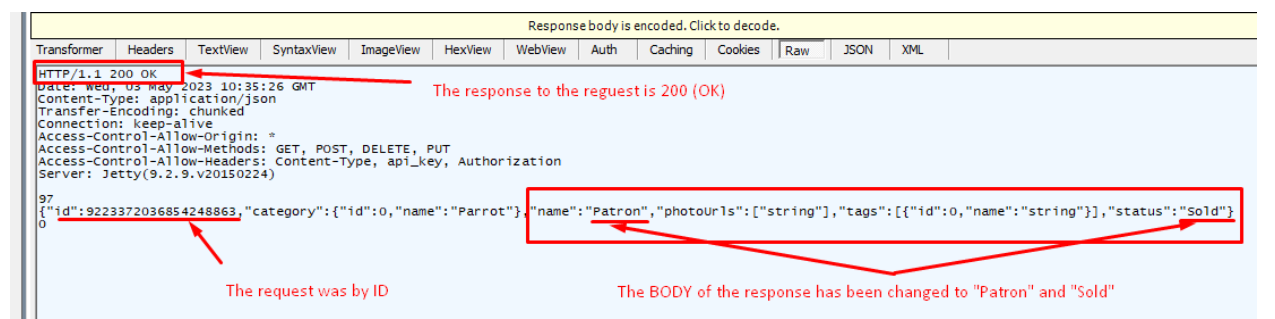 Response body is encoded. Click to decode.
Transformer Headers TextView SyntaxView ImageView HexView WebView Auth Caching Cookies Raw JSON XML
HTTP/1.1 200 OK
Date: Wed, 03 May 2023 10:35:26 GMT
The response to the reguest is 200 (OK)
Content-Type: application/json
Transfer-Encoding: chunked
Connection: keep-alive
Access-Control-Allow-Origin: *
Access-Control-Allow-Methods: GET, POST, DELETE, PUT
Access-Control-Allow-Headers: Content-Type, api_key, Authorization
Server: Jetty(9.2.9.v20150224)
97
{"id":9223372036854248863,"category":{"id":0,"name":"Parrot"},"name":"Patron","photoUrls":["string"],"tags":[{"id":0,"name":"string"}],"status":"Sold"}
0
The request was by ID
The BODY of the response has been changed to "Patron" and "Sold"